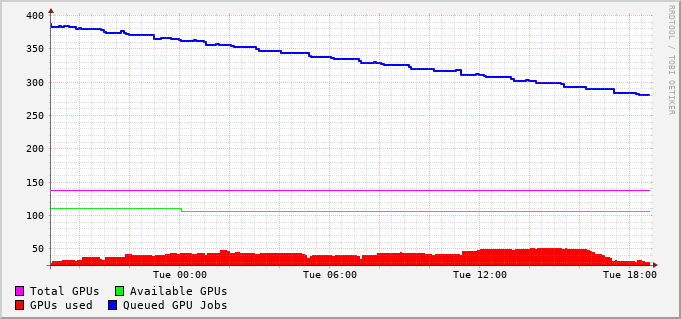 400
350
300
250
200
150
100
50
Tue 00:00 Tue 06:00 Tue 12:00 Tue 18:00
Total GPUs Available GPUs
GPUs used Queued GPU Jobs
RRDTOOL / TOBI OETIKER